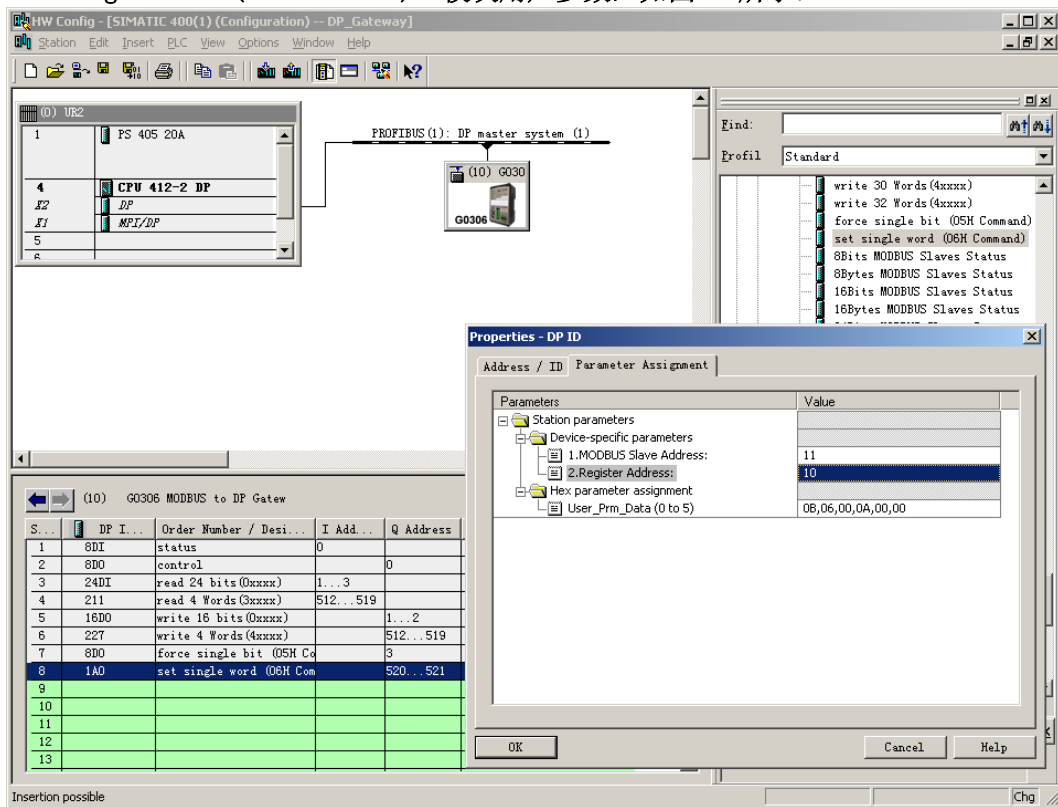 HW Config - [SIMATIC 400(1) (Configuration) -- DP_Gateway]
Station Edit Insert PLC View Options Window Help
(0) UR2
1 PS 405 20A
4 CPU 412-2 DP
X2 DP
X1 MPI/DP
5
6
PROFIBUS(1): DP master system (1)
(10) G030
G0306
Find:
Profil Standard
write 30 Words(4xxxx)
write 32 Words(4xxxx)
force single bit (05H Command)
set single word (06H Command)
8Bits MODBUS Slaves Status
8Bytes MODBUS Slaves Status
16Bits MODBUS Slaves Status
16Bytes MODBUS Slaves Status
Properties - DP ID
Address / ID Parameter Assignment
Parameters Value
Station parameters
Device-specific parameters
1.MODBUS Slave Address: 11
2.Register Address: 10
Hex parameter assignment
User_Prm_Data (0 to 5) 0B,06,00,0A,00,00
OK Cancel Help
(10) G0306 MODBUS to DP Gatew
S... DP I... Order Number / Desi... I Add... Q Address
1 8DI status 0
2 8DO control 0
3 24DI read 24 bits(0xxxx) 1...3
4 211 read 4 Words(3xxxx) 512...519
5 16DO write 16 bits(0xxxx) 1...2
6 227 write 4 Words(4xxxx) 512...519
7 8DO force single bit (05H Co 3
8 1AO set single word (06H Com 520...521
9
10
11
12
13
Insertion possible Chg